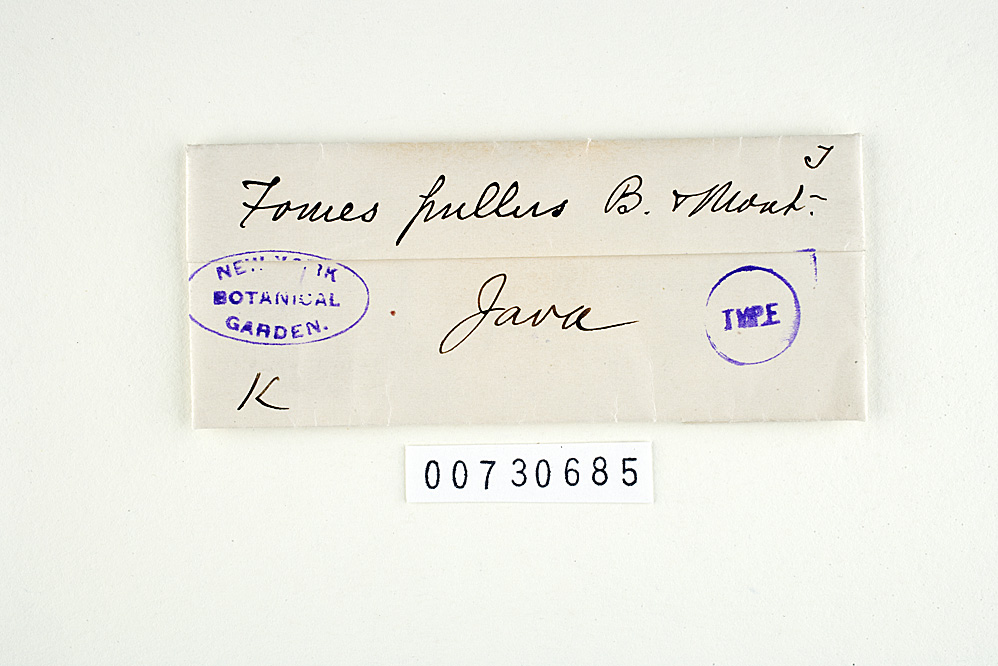 T
Fomes pullus B. & Mont.
NEW YORK
BOTANICAL
GARDEN.
Java
TYPE
K
00730685